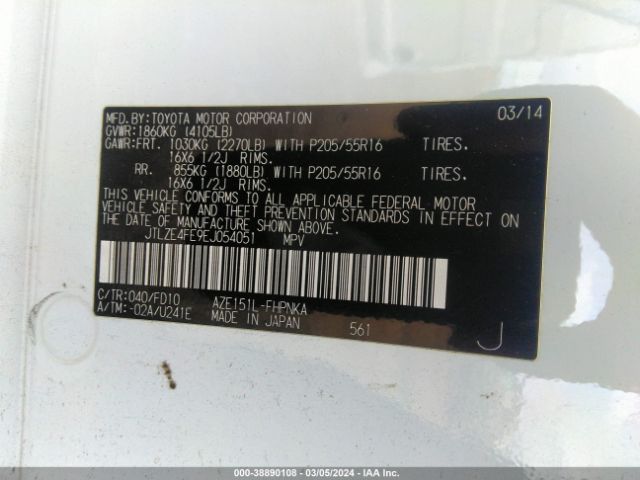 MFD.BY:TOYOTA MOTOR CORPORATION 03/14
GVWR:1860KG (4105LB)
GAWR:FRT. 1030KG (2270LB) WITH P205/55R16 TIRES.
16X6 1/2J RIMS.
RR. 855KG (1880LB) WITH P205/55R16 TIRES.
16X6 1/2J RIMS.
THIS VEHICLE CONFORMS TO ALL APPLICABLE FEDERAL MOTOR
VEHICLE SAFETY AND THEFT PREVENTION STANDARDS IN EFFECT ON
THE DATE OF MANUFACTURE SHOWN ABOVE.
JTLZE4FE9EJ054051 MPV
C/TR:040/FD10 AZE151L-FHPNKA
A/TM:-02A/U241E MADE IN JAPAN 561 J
000-38890108 — 03/05/2024 — IAA Inc.